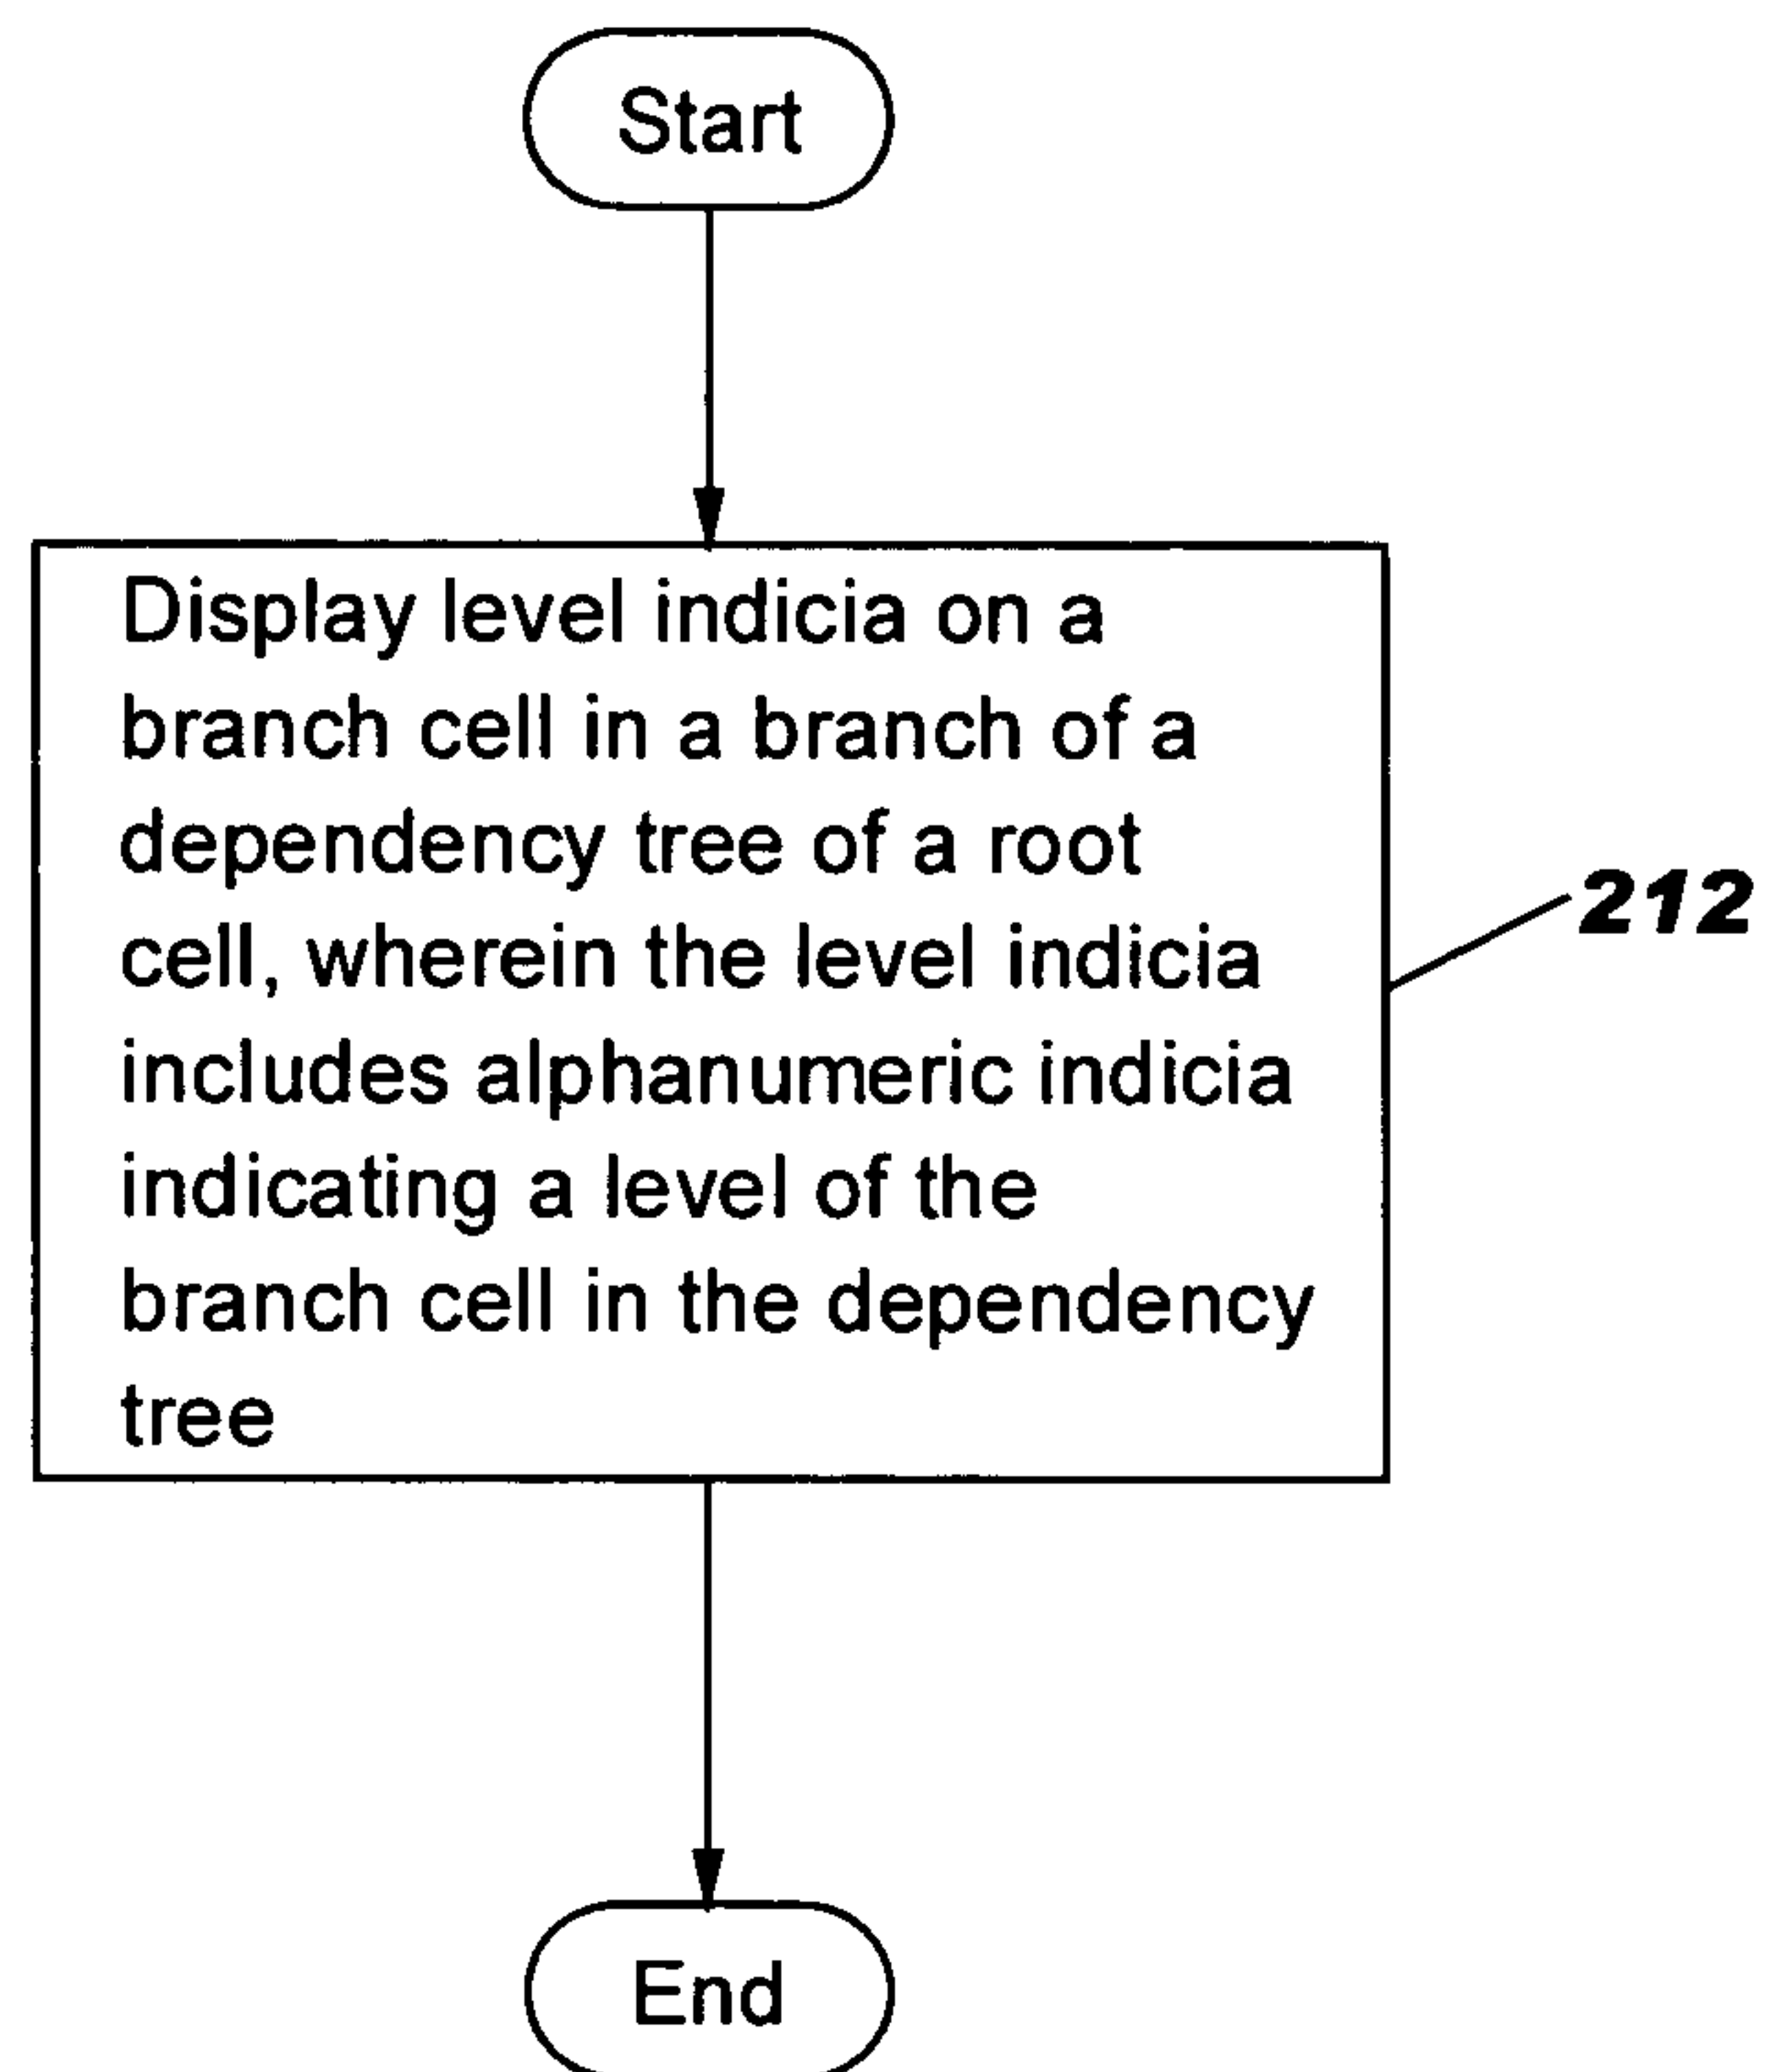 Start
Display level indicia on a
branch cell in a branch of a
dependency tree of a root
cell, wherein the level indicia
includes alphanumeric indicia
indicating a level of the
branch cell in the dependency
tree
212
End